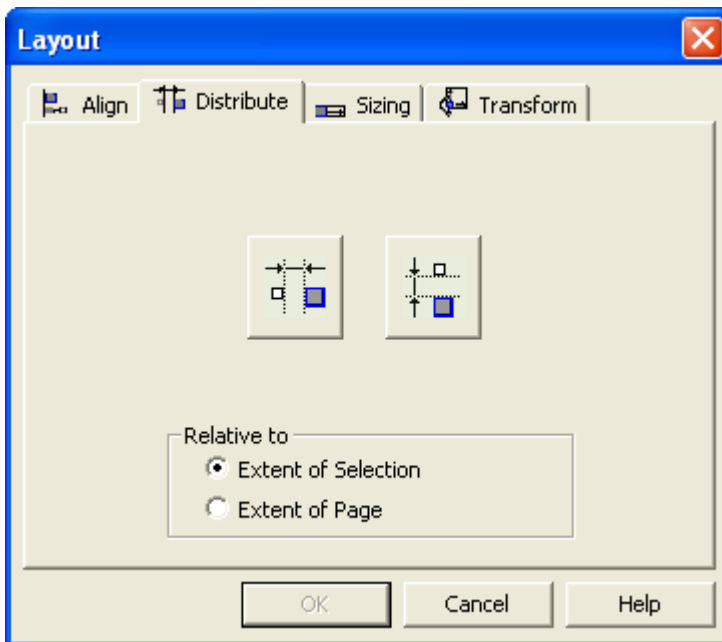 Layout
Align Distribute Sizing Transform
Relative to
Extent of Selection
Extent of Page
OK Cancel Help